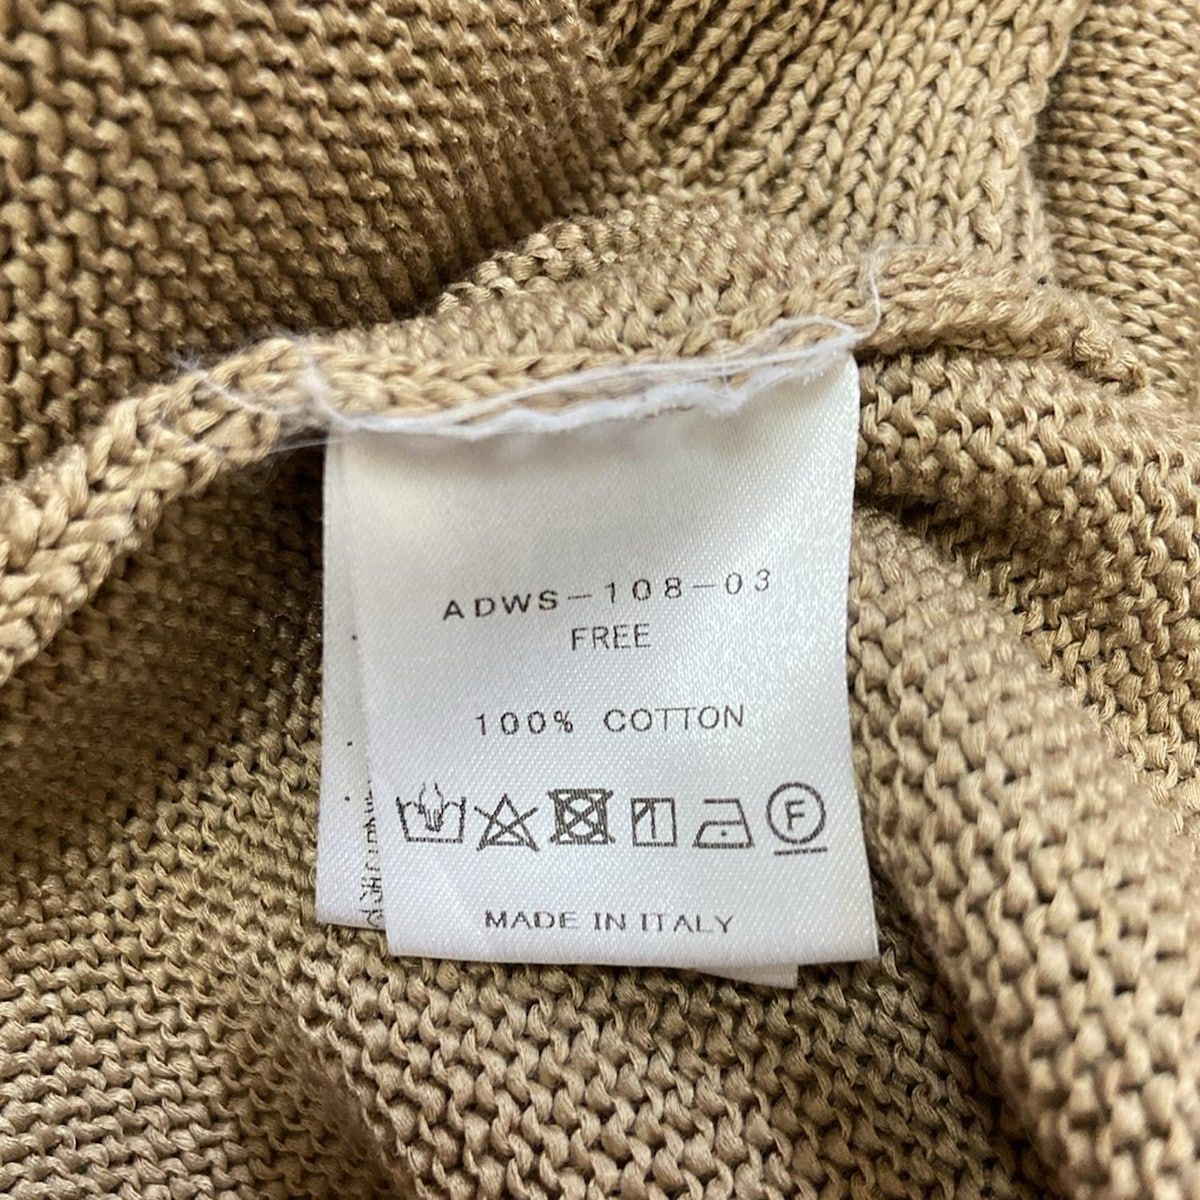 ADWS-108-03
FREE
100% COTTON
F
MADE IN ITALY